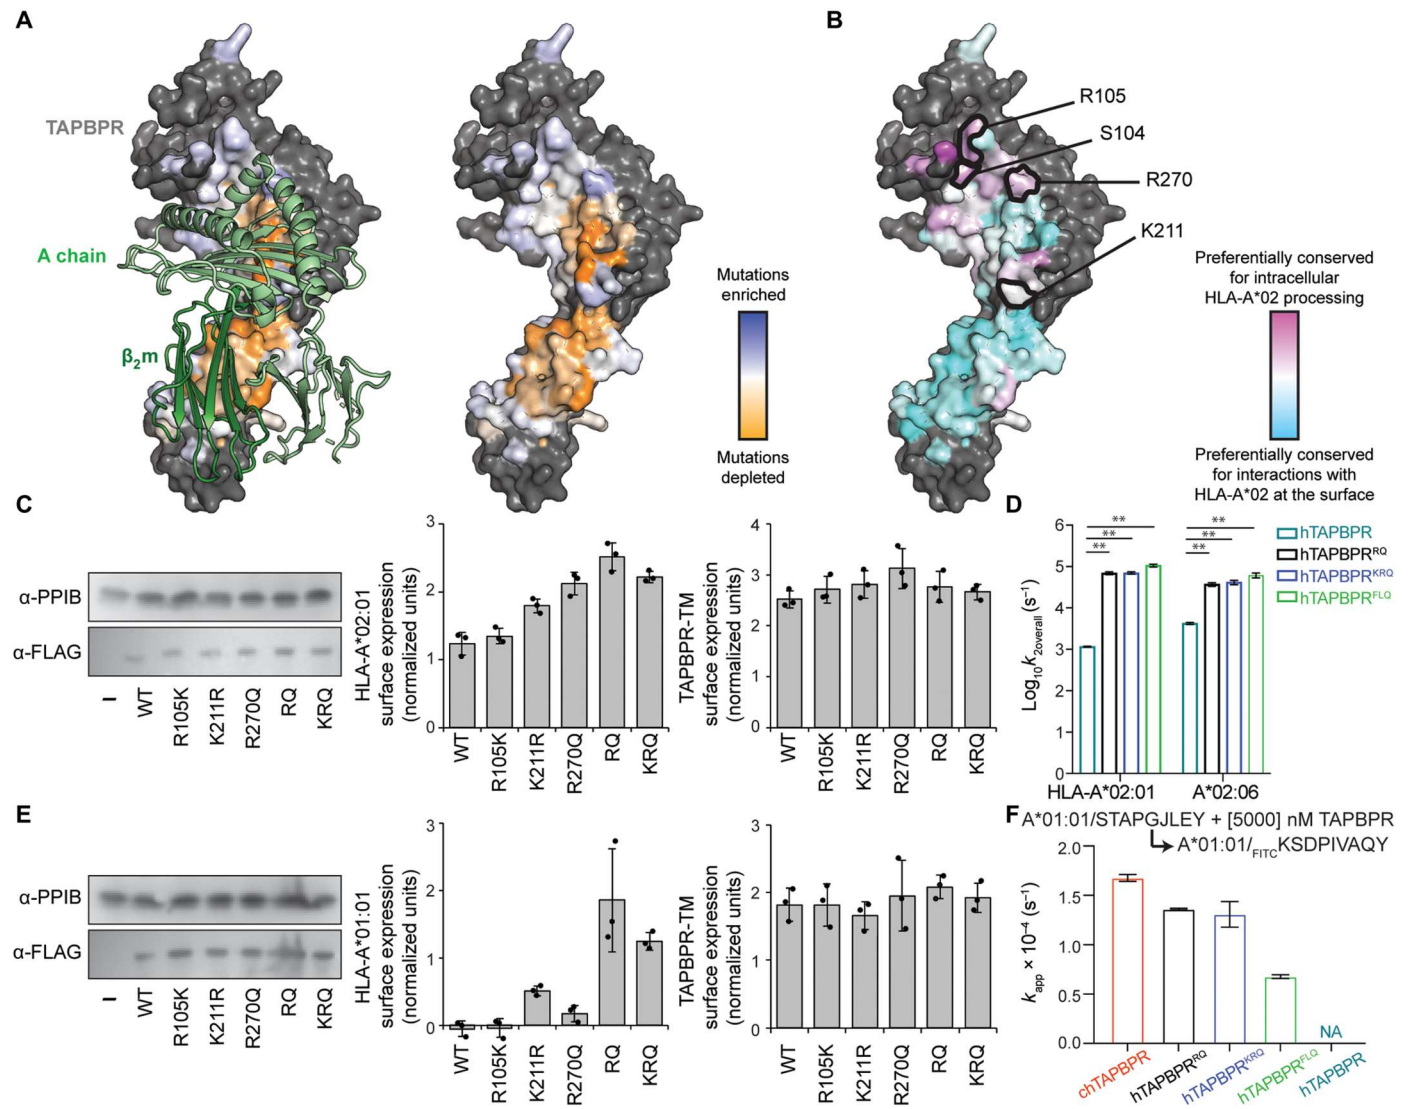 A
TAPBPR
A chain
β2m
Mutations
enriched
Mutations
depleted
B
R105
S104
R270
K211
Preferentially conserved
for intracellular
HLA-A*02 processing
Preferentially conserved
for interactions with
HLA-A*02 at the surface
C
α-PPIB
α-FLAG
–
WT
R105K
K211R
R270Q
RQ
KRQ
HLA-A*02:01
surface expression
(normalized units)
3
2
1
0
WT
R105K
K211R
R270Q
RQ
KRQ
TAPBPR-TM
surface expression
(normalized units)
4
3
2
1
0
WT
R105K
K211R
R270Q
RQ
KRQ
D
Log10 k2overall (s−1)
6
5
4
3
2
1
0
** ** **
** ** **
HLA-A*02:01
A*02:06
hTAPBPR
hTAPBPRRQ
hTAPBPRKRQ
hTAPBPRFLQ
E
α-PPIB
α-FLAG
–
WT
R105K
K211R
R270Q
RQ
KRQ
HLA-A*01:01
surface expression
(normalized units)
3
2
1
0
WT
R105K
K211R
R270Q
RQ
KRQ
TAPBPR-TM
surface expression
(normalized units)
3
2
1
0
WT
R105K
K211R
R270Q
RQ
KRQ
F
A*01:01/STAPGJLEY + [5000] nM TAPBPR
A*01:01/FITCKSDPIVAQY
kapp × 10−4 (s−1)
2.0
1.5
1.0
0.5
0.0
NA
chTAPBPR
hTAPBPRRQ
hTAPBPRKRQ
hTAPBPRFLQ
hTAPBPR